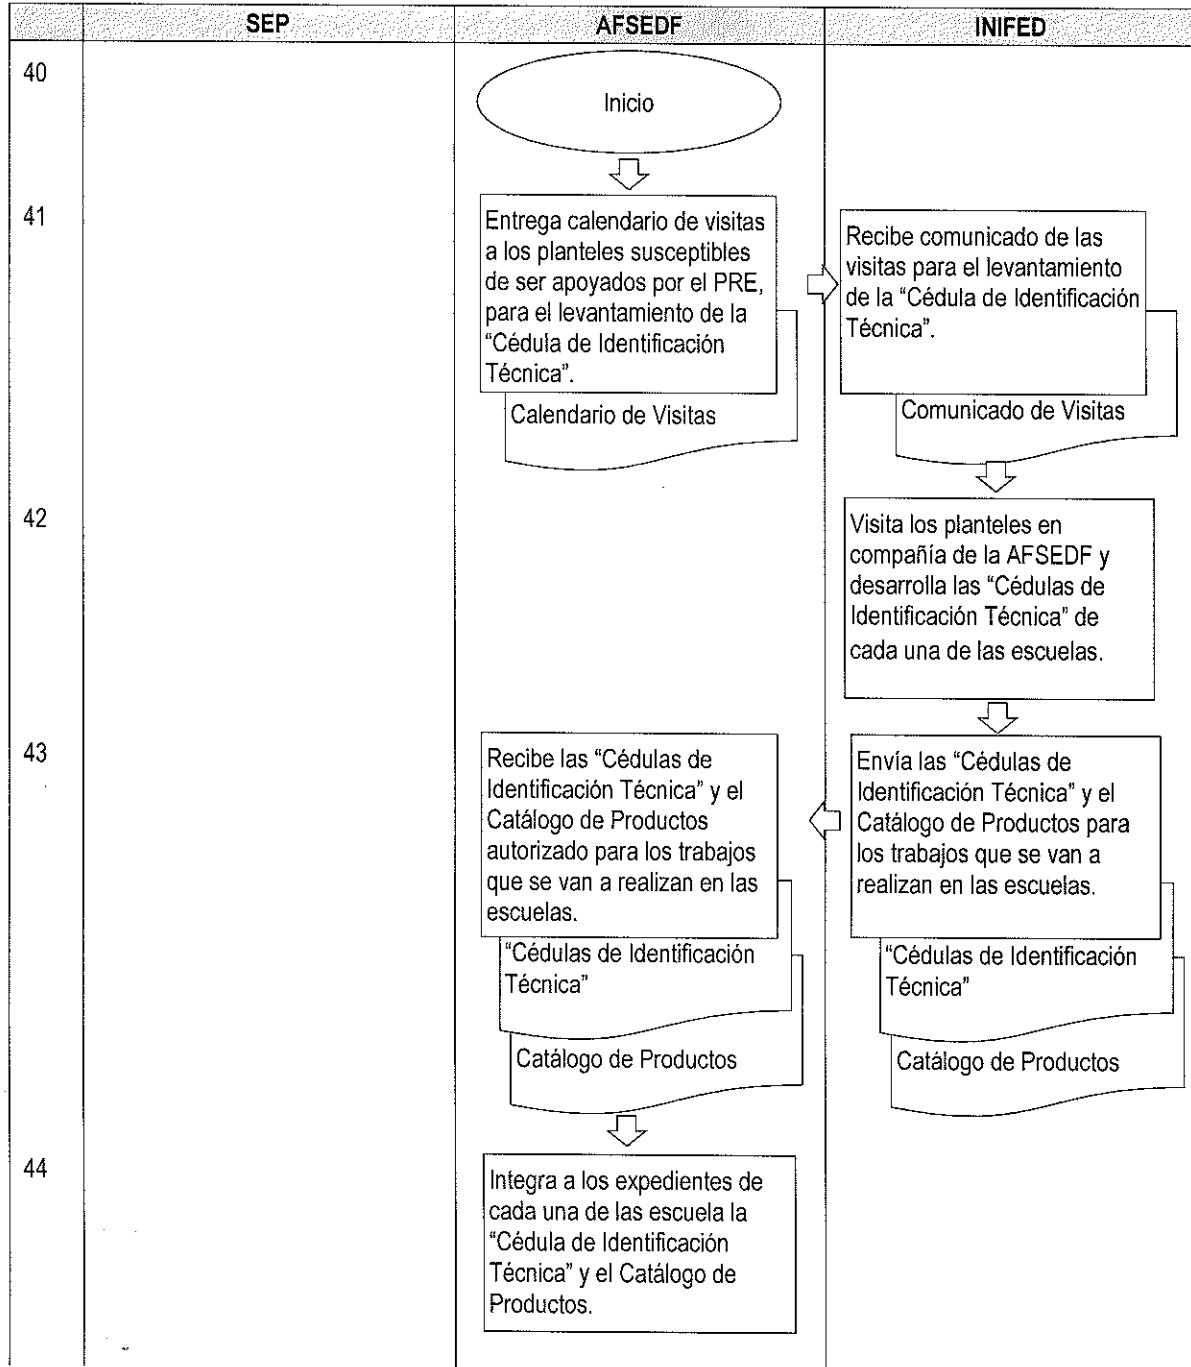 SEP AFSEDF INIFED
40
Inicio
41
Entrega calendario de visitas
a los planteles susceptibles
de ser apoyados por el PRE,
para el levantamiento de la
“Cédula de Identificación
Técnica”.
Calendario de Visitas
Recibe comunicado de las
visitas para el levantamiento
de la “Cédula de Identificación
Técnica”.
Comunicado de Visitas
42
Visita los planteles en
compañía de la AFSEDF y
desarrolla las “Cédulas de
Identificación Técnica” de
cada una de las escuelas.
43
Recibe las “Cédulas de
Identificación Técnica” y el
Catálogo de Productos
autorizado para los trabajos
que se van a realizan en las
escuelas.
“Cédulas de Identificación
Técnica”
Catálogo de Productos
Envía las “Cédulas de
Identificación Técnica” y el
Catálogo de Productos para
los trabajos que se van a
realizan en las escuelas.
“Cédulas de Identificación
Técnica”
Catálogo de Productos
44
Integra a los expedientes de
cada una de las escuela la
“Cédula de Identificación
Técnica” y el Catálogo de
Productos.